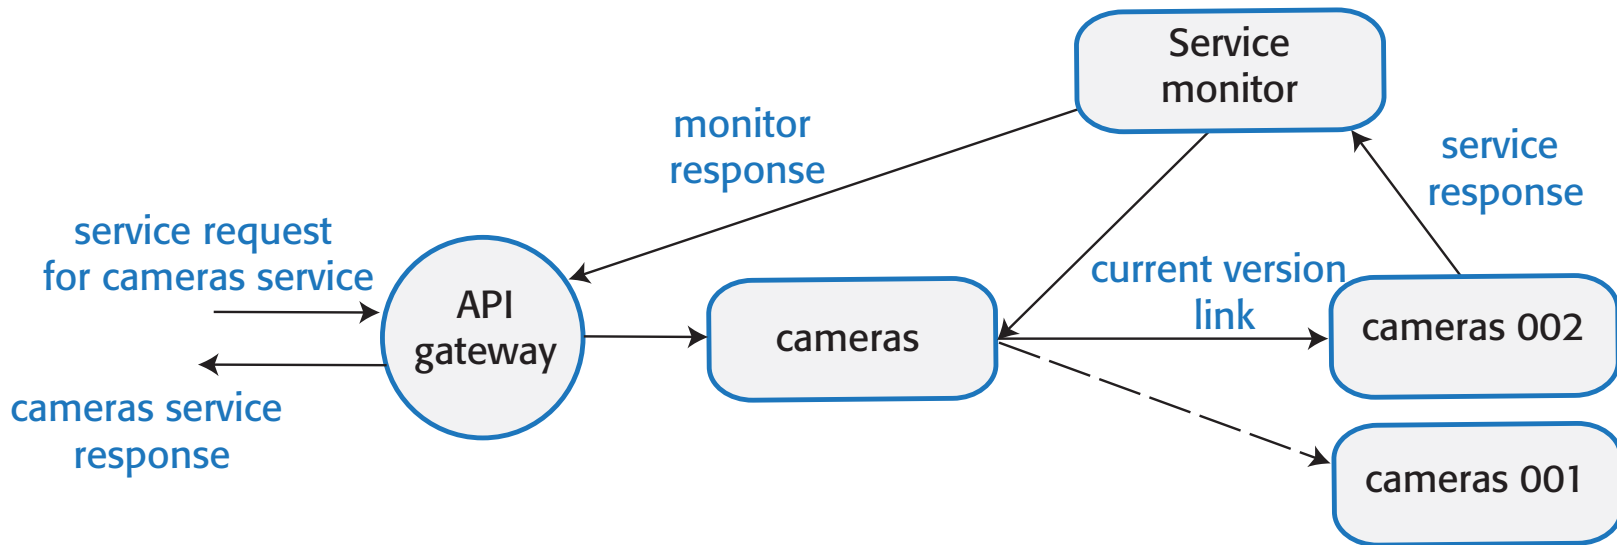 Service
monitor
monitor
response
service
response
service request
for cameras service
API
gateway
cameras
current version
link
cameras 002
cameras service
response
cameras 001